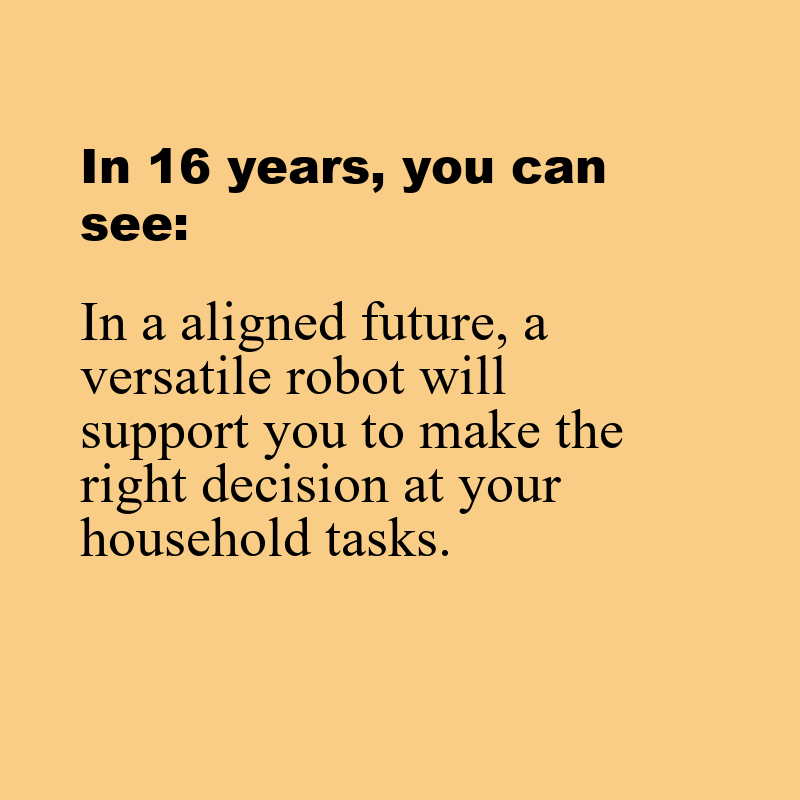 In 16 years, you can
see:
In a aligned future, a
versatile robot will
support you to make the
right decision at your
household tasks.